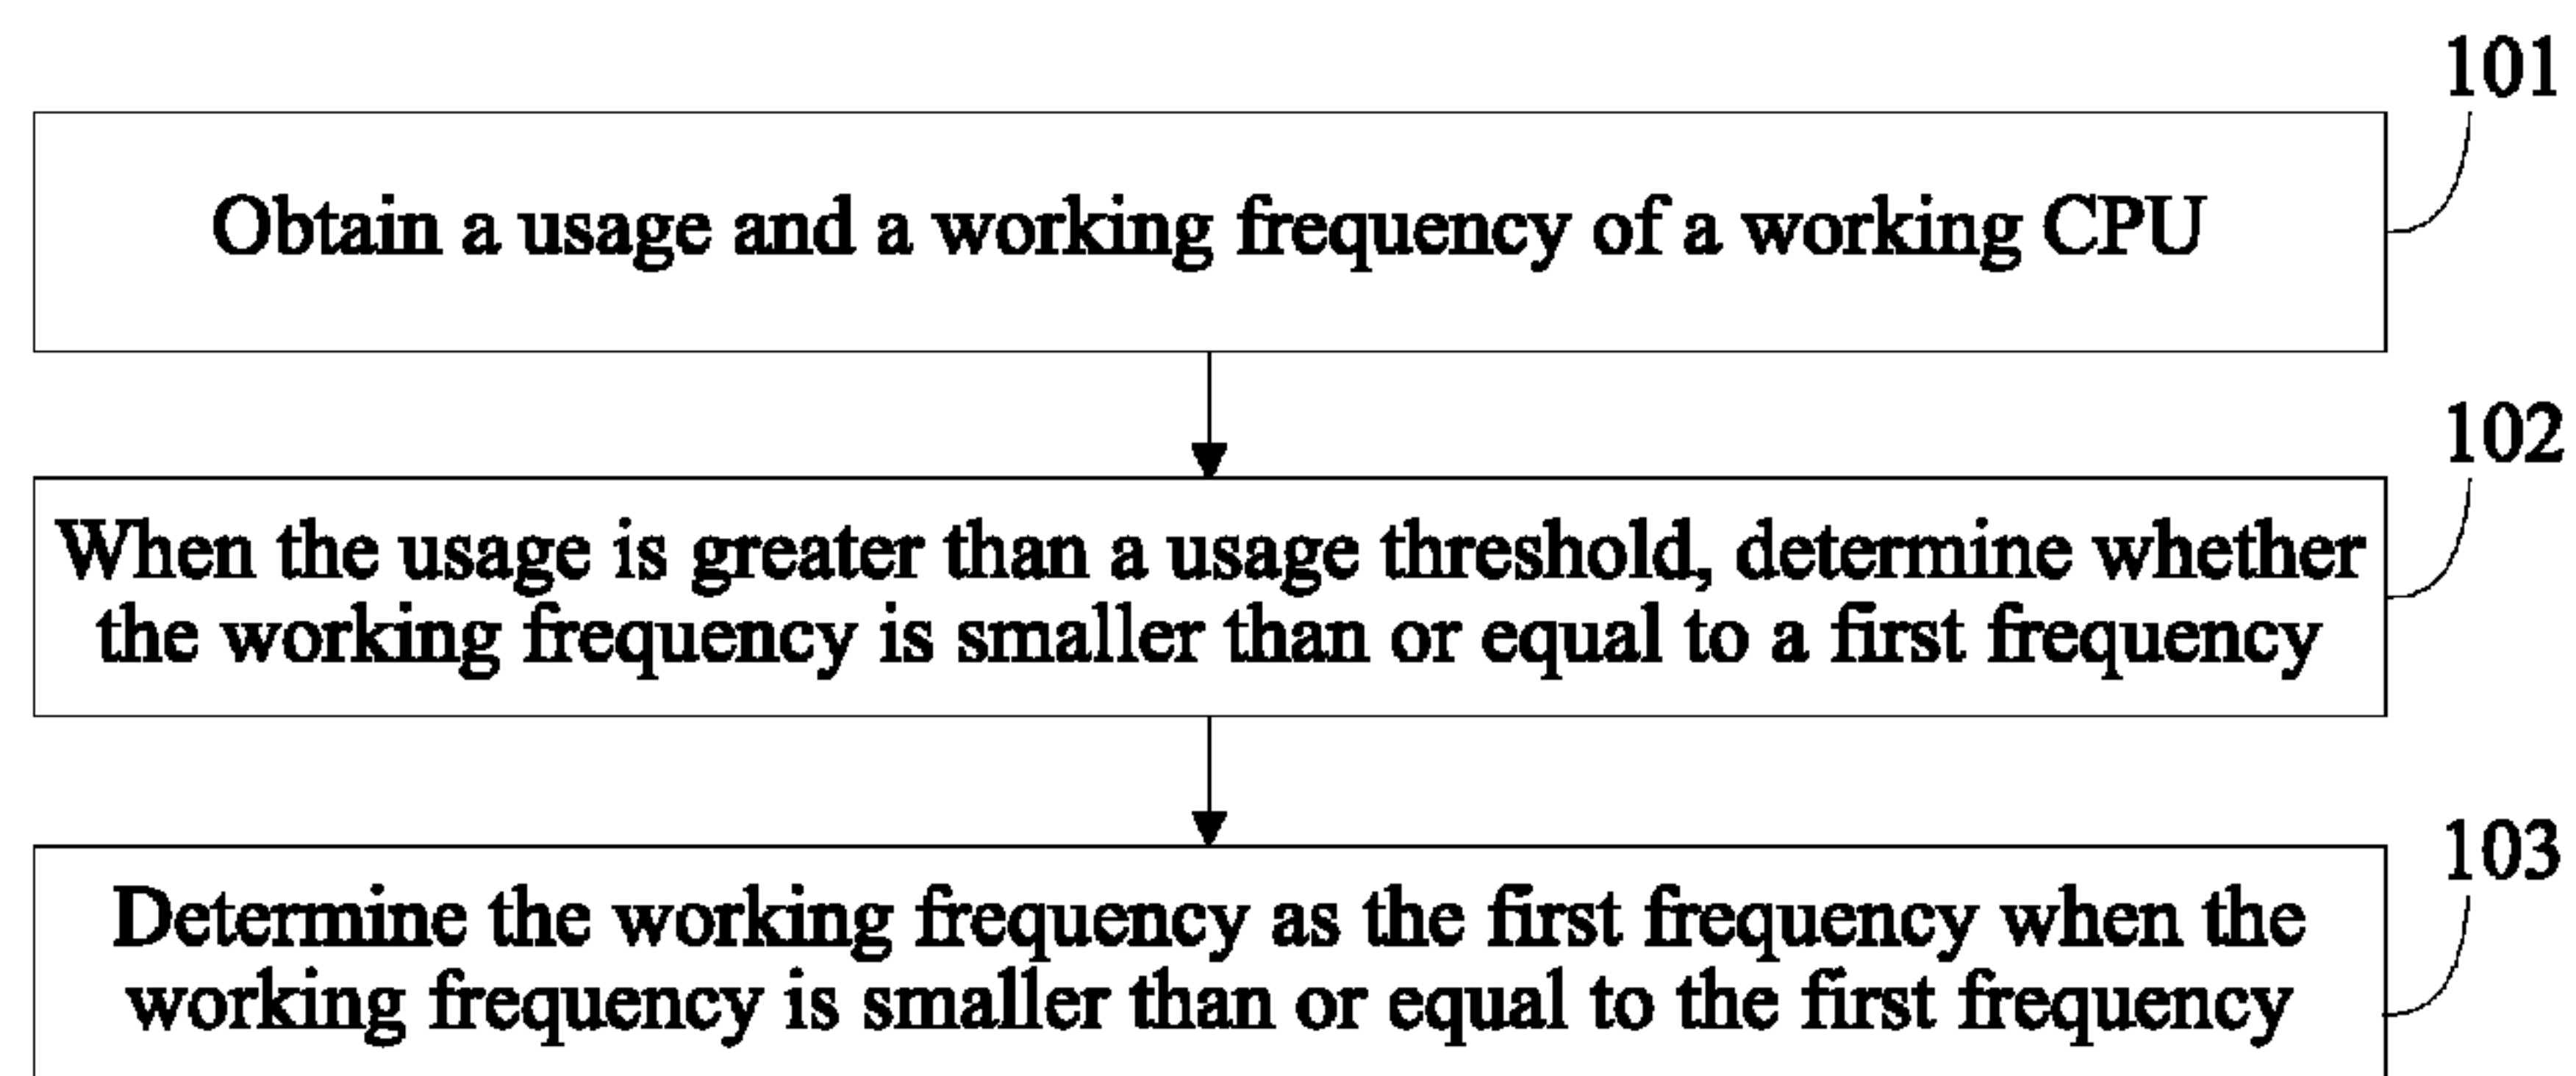 101
Obtain a usage and a working frequency of a working CPU
102
When the usage is greater than a usage threshold, determine whether
the working frequency is smaller than or equal to a first frequency
103
Determine the working frequency as the first frequency when the
working frequency is smaller than or equal to the first frequency